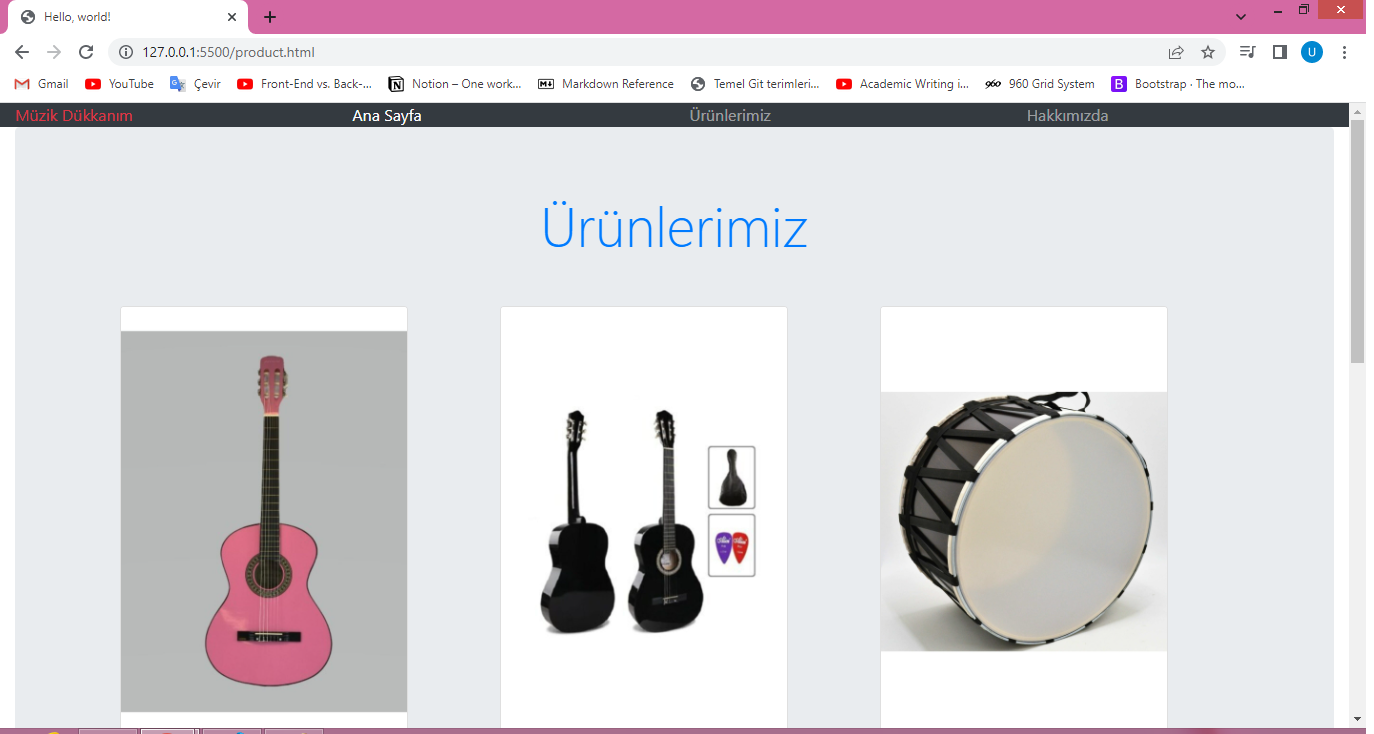 Hello, world!
127.0.0.1:5500/product.html
U
Gmail YouTube Çevir Front-End vs. Back-... Notion – One work... Markdown Reference Temel Git terimleri... Academic Writing i... 960 Grid System Bootstrap · The mo...
Müzik Dükkanım Ana Sayfa Ürünlerimiz Hakkımızda
Ürünlerimiz